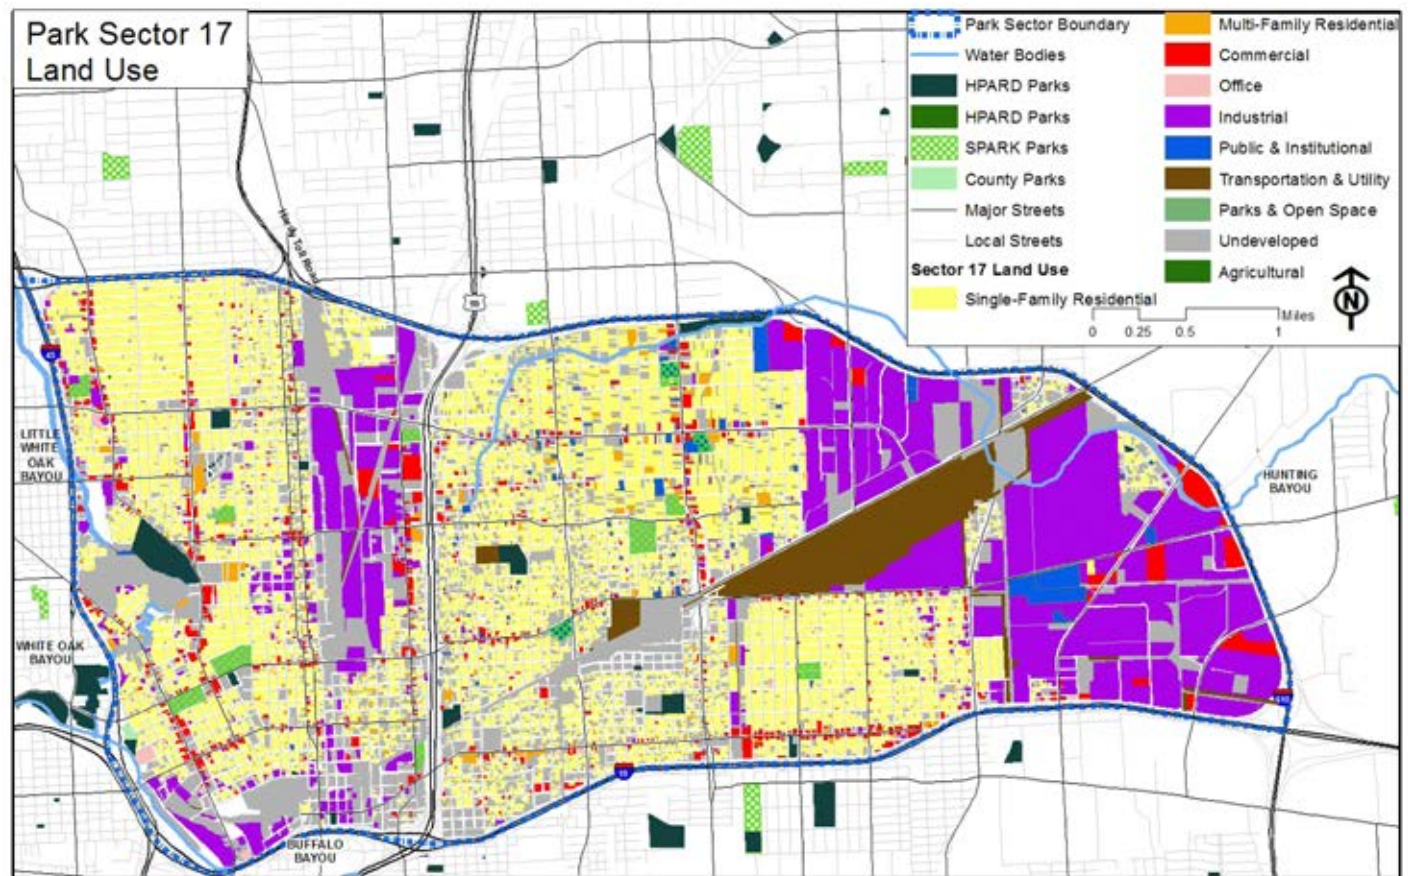 Park Sector 17
Land Use
Park Sector Boundary
Water Bodies
HPARD Parks
HPARD Parks
SPARK Parks
County Parks
Major Streets
Local Streets
Sector 17 Land Use
Single-Family Residential
Multi-Family Residential
Commercial
Office
Industrial
Public & Institutional
Transportation & Utility
Parks & Open Space
Undeveloped
Agricultural
N
Miles
0 0.25 0.5 1
Hardy Toll Road
45
LITTLE
WHITE
OAK
BAYOU
HUNTING
BAYOU
WHITE OAK
BAYOU
610
10
BUFFALO
BAYOU